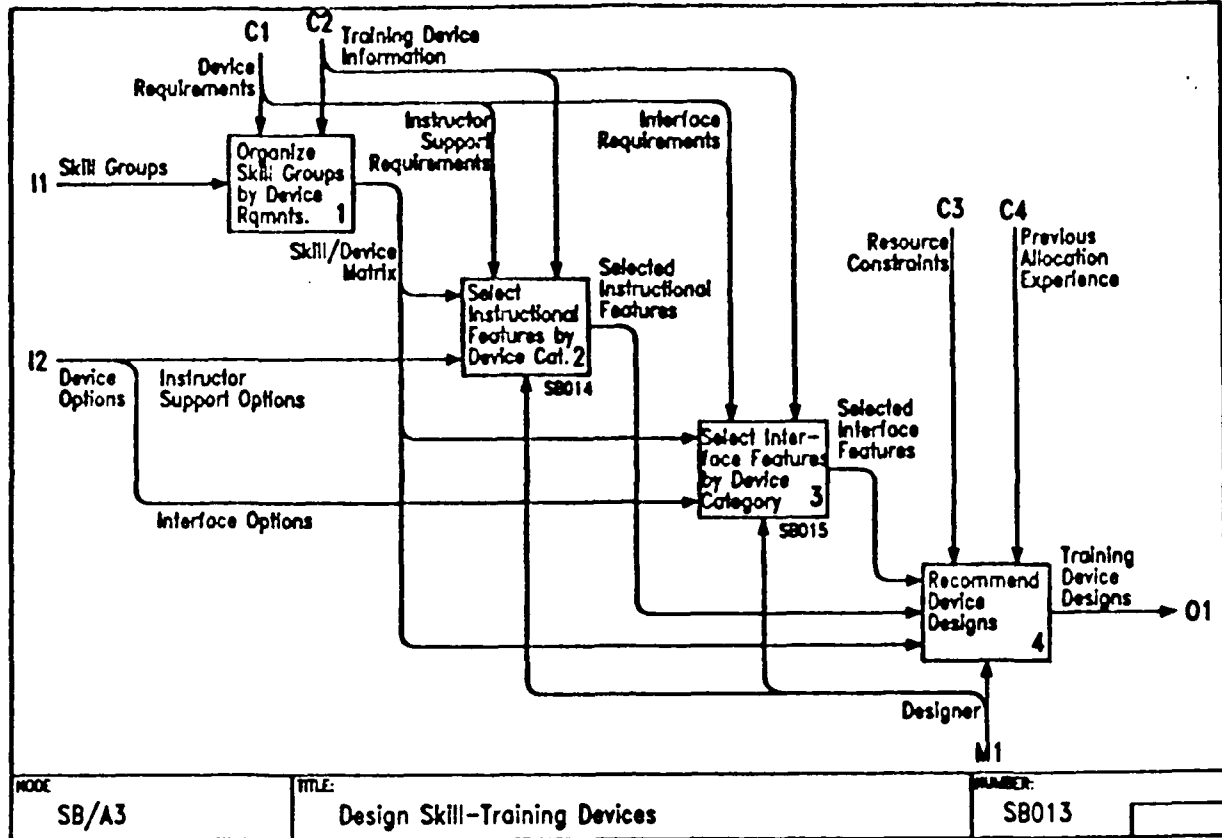 C1
C2
Training Device
Information
Device
Requirements
Instructor
Support
Requirements
Interface
Requirements
I1
Skill Groups
Organize
Skill Groups
by Device
Rqmnts.
1
Skill/Device
Matrix
C3
C4
Resource
Constraints
Previous
Allocation
Experience
Select
Instructional
Features by
Device Cat. 2
SB014
Selected
Instructional
Features
I2
Device
Options
Instructor
Support Options
Select Inter-
face Features
by Device
Category
3
SB015
Selected
Interface
Features
Interface Options
Recommend
Device
Designs
4
Training
Device
Designs
O1
Designer
M1
NODE
SB/A3
TITLE:
Design Skill-Training Devices
NUMBER:
SB013